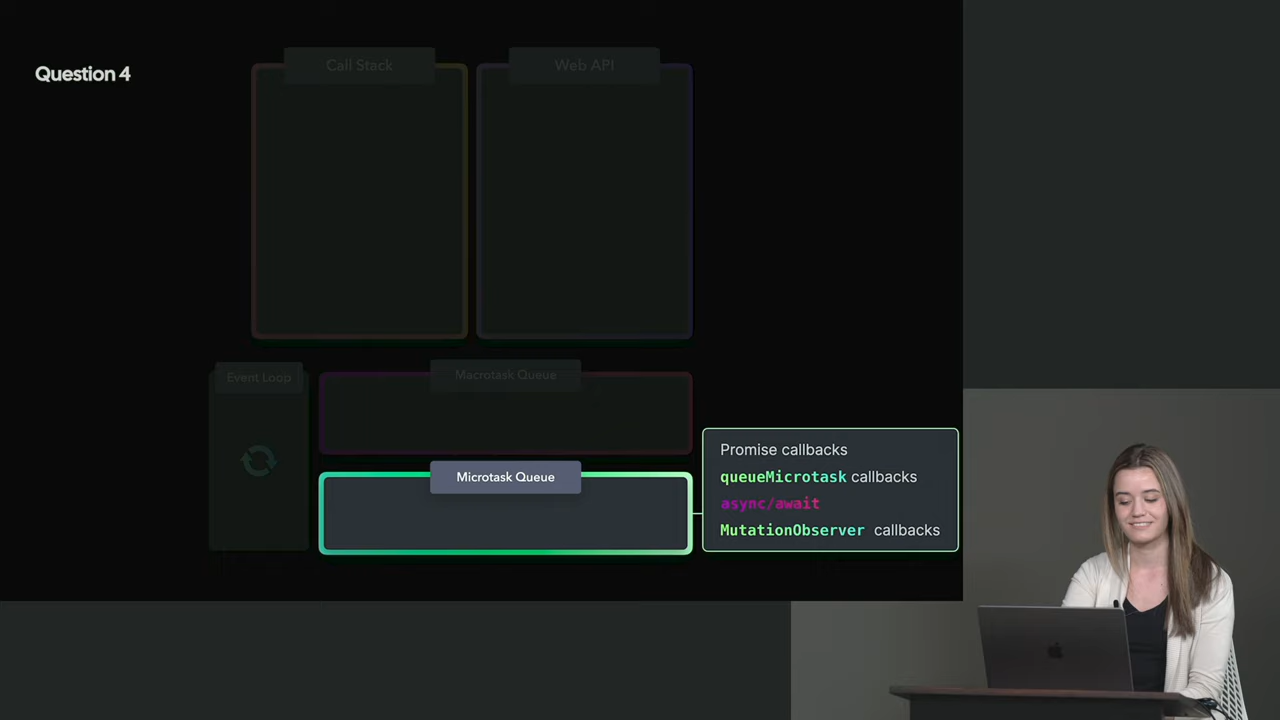 Question 4
Call Stack
Web API
Event Loop
Macrotask Queue
Microtask Queue
Promise callbacks
queueMicrotask callbacks
async/await
MutationObserver callbacks